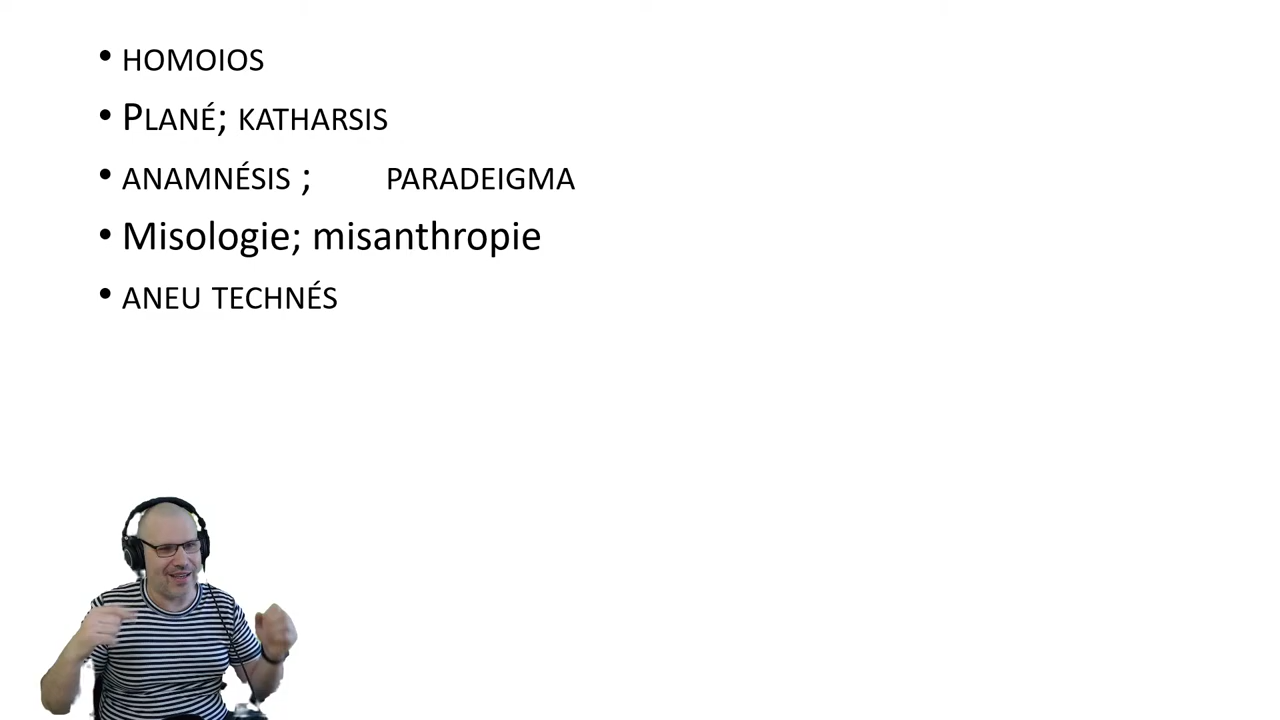 • HOMOIOS
• PLANÉ; KATHARSIS
• ANAMNÉSIS ; PARADEIGMA
• Misologie; misanthropie
• ANEU TECHNÉS